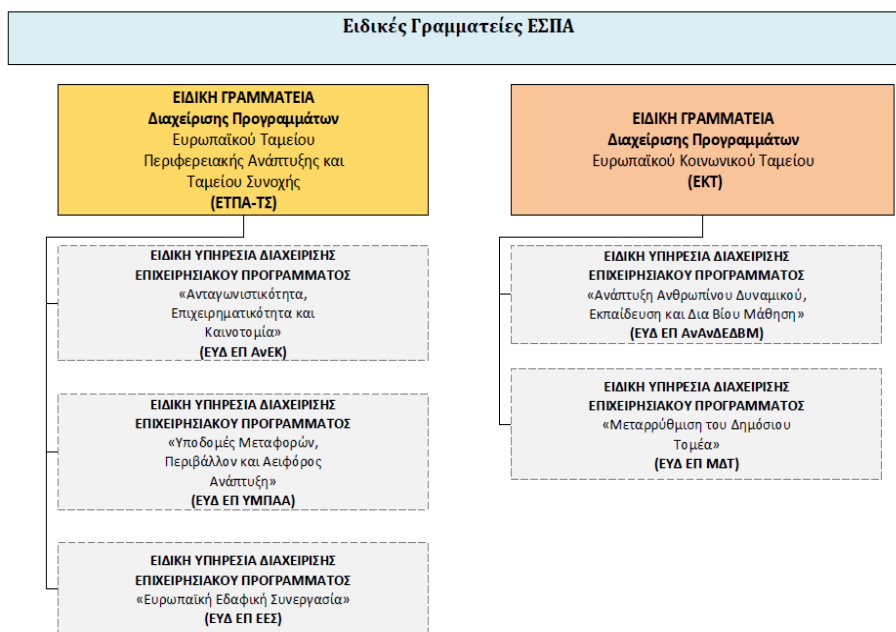 Ειδικές Γραμματείες ΕΣΠΑ
ΕΙΔΙΚΗ ΓΡΑΜΜΑΤΕΙΑ
Διαχείρισης Προγραμμάτων
Ευρωπαϊκού Ταμείου
Περιφερειακής Ανάπτυξης και
Ταμείου Συνοχής
(ΕΤΠΑ-ΤΣ)
ΕΙΔΙΚΗ ΥΠΗΡΕΣΙΑ ΔΙΑΧΕΙΡΙΣΗΣ
ΕΠΙΧΕΙΡΗΣΙΑΚΟΥ ΠΡΟΓΡΑΜΜΑΤΟΣ
«Ανταγωνιστικότητα,
Επιχειρηματικότητα και
Καινοτομία»
(ΕΥΔ ΕΠ ΑνΕΚ)
ΕΙΔΙΚΗ ΥΠΗΡΕΣΙΑ ΔΙΑΧΕΙΡΙΣΗΣ
ΕΠΙΧΕΙΡΗΣΙΑΚΟΥ ΠΡΟΓΡΑΜΜΑΤΟΣ
«Υποδομές Μεταφορών,
Περιβάλλον και Αειφόρος
Ανάπτυξη»
(ΕΥΔ ΕΠ ΥΜΠΑΑ)
ΕΙΔΙΚΗ ΥΠΗΡΕΣΙΑ ΔΙΑΧΕΙΡΙΣΗΣ
ΕΠΙΧΕΙΡΗΣΙΑΚΟΥ ΠΡΟΓΡΑΜΜΑΤΟΣ
«Ευρωπαϊκή Εδαφική Συνεργασία»
(ΕΥΔ ΕΠ ΕΕΣ)
ΕΙΔΙΚΗ ΓΡΑΜΜΑΤΕΙΑ
Διαχείρισης Προγραμμάτων
Ευρωπαϊκού Κοινωνικού Ταμείου
(ΕΚΤ)
ΕΙΔΙΚΗ ΥΠΗΡΕΣΙΑ ΔΙΑΧΕΙΡΙΣΗΣ
ΕΠΙΧΕΙΡΗΣΙΑΚΟΥ ΠΡΟΓΡΑΜΜΑΤΟΣ
«Ανάπτυξη Ανθρωπίνου Δυναμικού,
Εκπαίδευση και Δια Βίου Μάθηση»
(ΕΥΔ ΕΠ ΑνΑνΔΕΔΒΜ)
ΕΙΔΙΚΗ ΥΠΗΡΕΣΙΑ ΔΙΑΧΕΙΡΙΣΗΣ
ΕΠΙΧΕΙΡΗΣΙΑΚΟΥ ΠΡΟΓΡΑΜΜΑΤΟΣ
«Μεταρρύθμιση του Δημόσιου
Τομέα»
(ΕΥΔ ΕΠ ΜΔΤ)